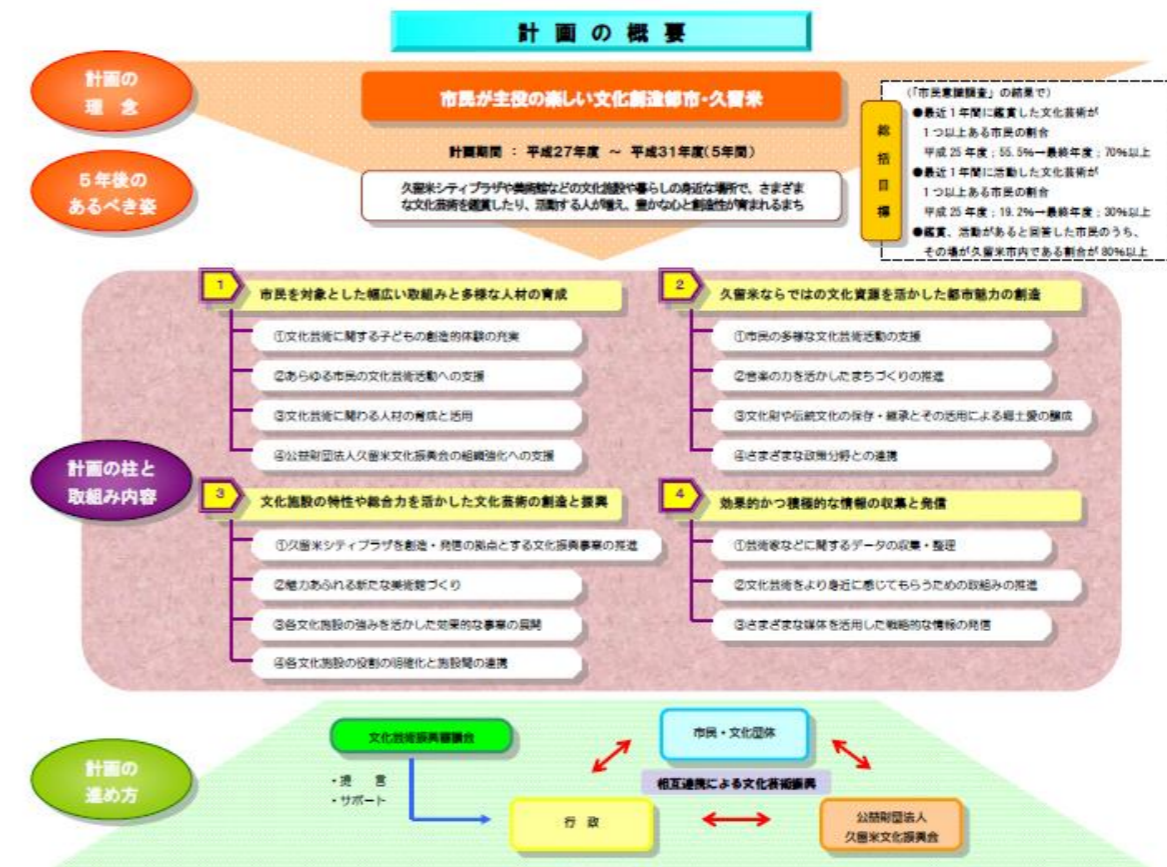 計画の概要
計画の
理念
市民が主役の楽しい文化創造都市・久留米
計画期間 ： 平成27年度 ～ 平成31年度（5年間）
5年後の
あるべき姿
久留米シティプラザや美術館などの文化施設や暮らしの身近な場所で、さまざま
な文化芸術を鑑賞したり、活動する人が増え、豊かな心と創造性が育まれるまち
総括目標
（「市民意識調査」の結果で）
●最近1年間に鑑賞した文化芸術が
1つ以上ある市民の割合
平成25年度；55.5%→最終年度；70%以上
●最近1年間に活動した文化芸術が
1つ以上ある市民の割合
平成25年度；19.2%→最終年度；30%以上
●鑑賞、活動があると回答した市民のうち、
その場が久留米市内である割合が80%以上
計画の柱と
取組み内容
1
市民を対象とした幅広い取組みと多様な人材の育成
①文化芸術に関する子どもの創造的体験の充実
②あらゆる市民の文化芸術活動への支援
③文化芸術に関わる人材の育成と活用
④公益財団法人久留米文化振興会の組織強化への支援
2
久留米ならではの文化資源を活かした都市魅力の創造
①市民の多様な文化芸術活動の支援
②音楽の力を活かしたまちづくりの推進
③文化財や伝統文化の保存・継承とその活用による郷土愛の醸成
④さまざまな政策分野との連携
3
文化施設の特性や総合力を活かした文化芸術の創造と振興
①久留米シティプラザを創造・発信の拠点とする文化振興事業の推進
②魅力あふれる新たな美術館づくり
③各文化施設の強みを活かした効果的な事業の展開
④各文化施設の役割の明確化と施設間の連携
4
効果的かつ積極的な情報の収集と発信
①芸術家などに関するデータの収集・整理
②文化芸術をより身近に感じてもらうための取組みの推進
③さまざまな媒体を活用した戦略的な情報の発信
計画の
進め方
文化芸術振興審議会
・提 言
・サポート
市民・文化団体
相互連携による文化芸術振興
行 政
公益財団法人
久留米文化振興会